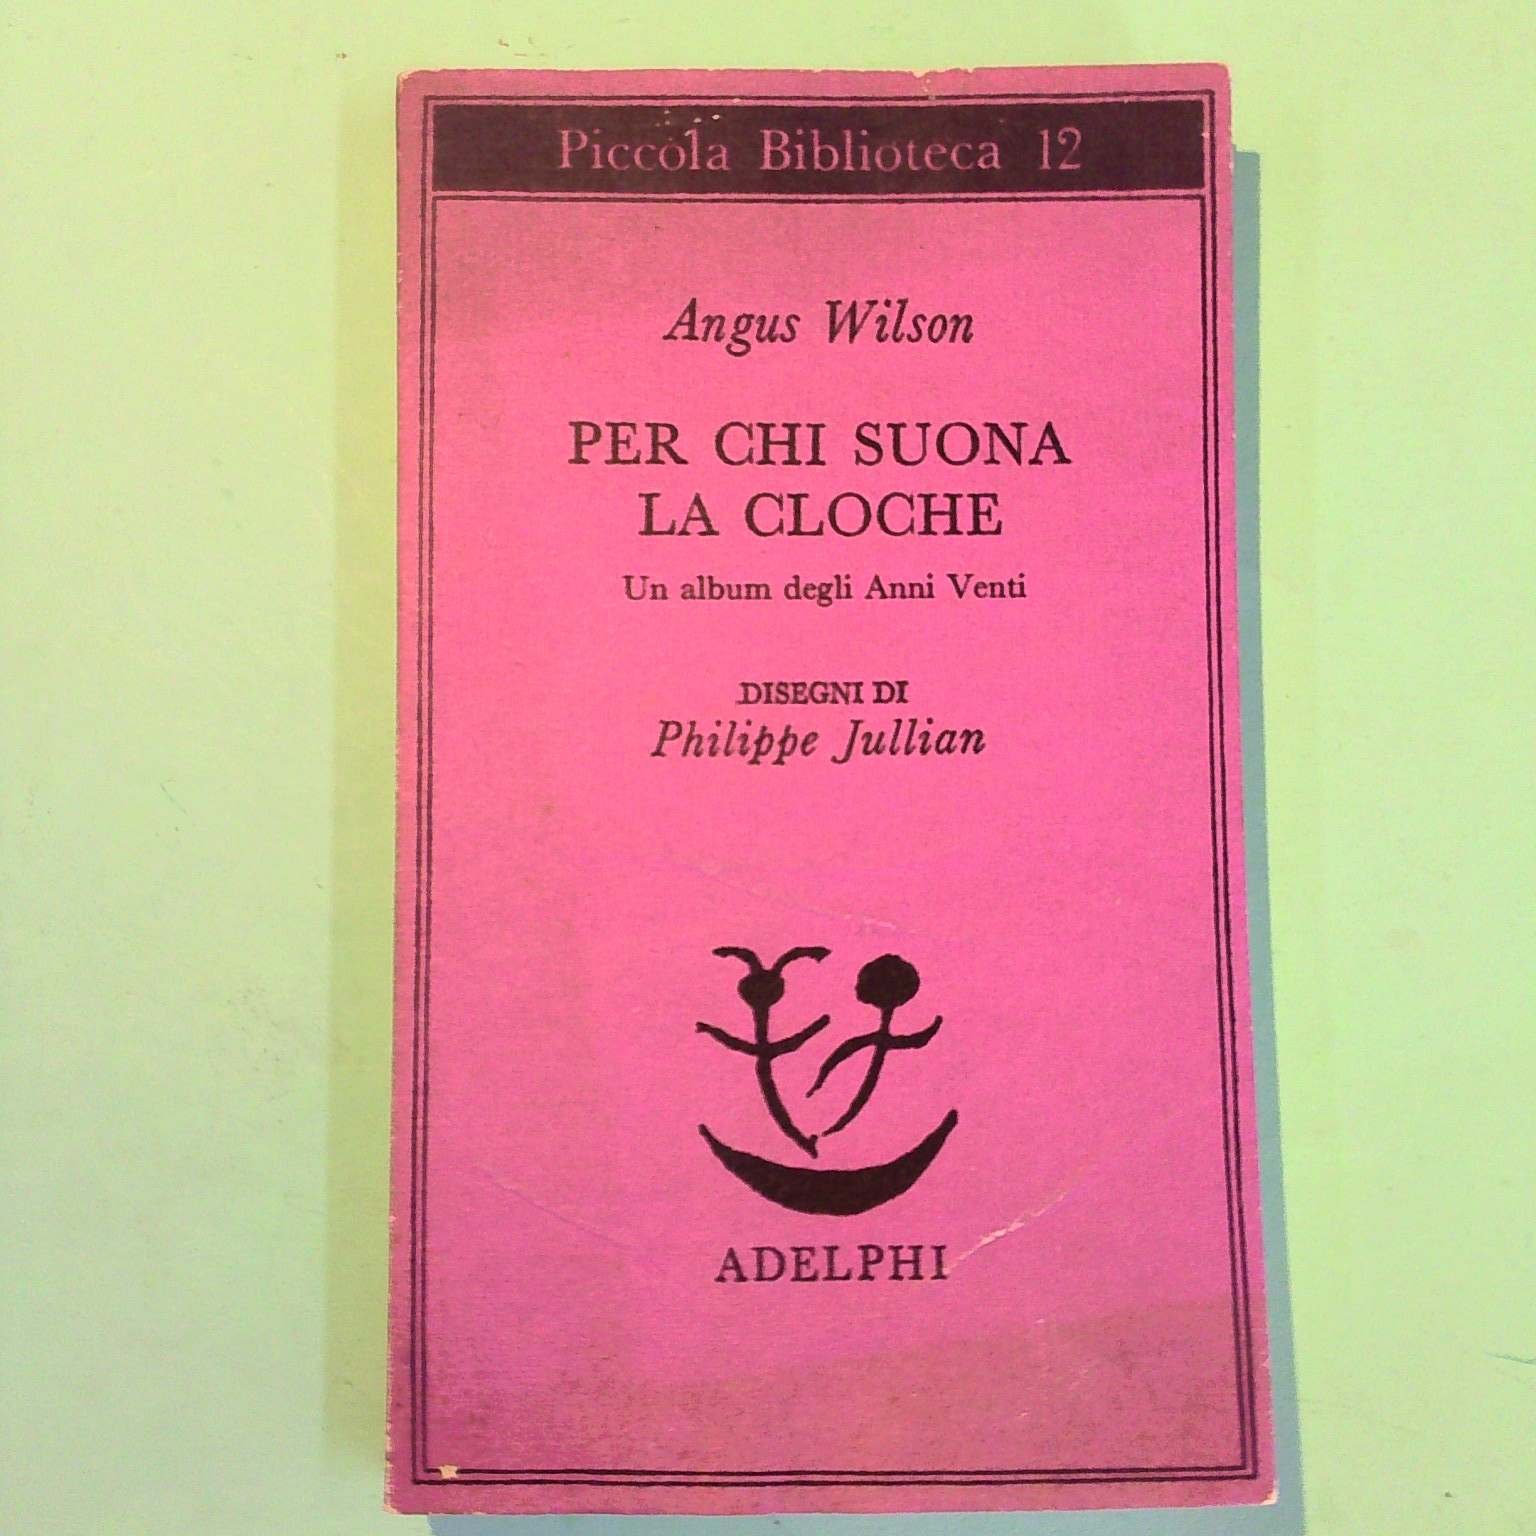 Piccola Biblioteca 12
Angus Wilson
PER CHI SUONA
LA CLOCHE
Un album degli Anni Venti
DISEGNI DI
Philippe Jullian
ADELPHI